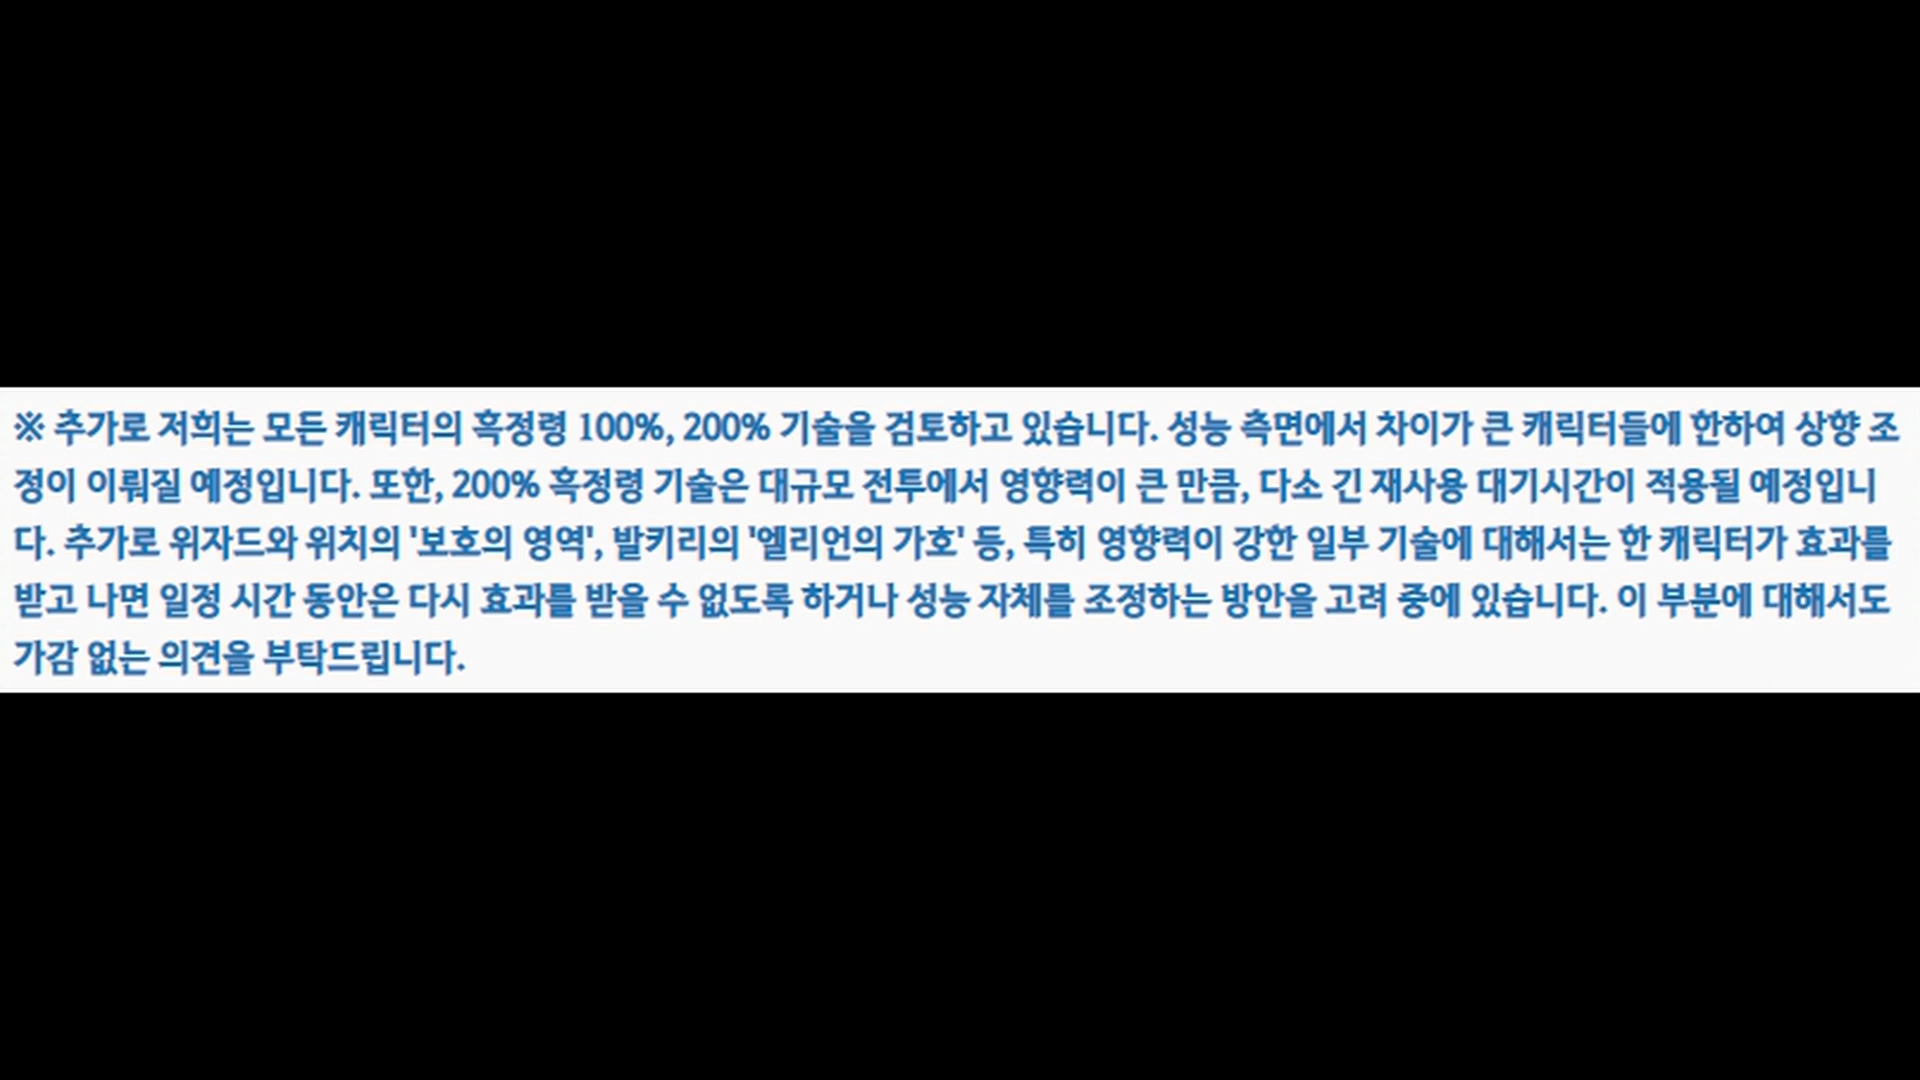 ※ 추가로 저희는 모든 캐릭터의 흑정령 100%, 200% 기술을 검토하고 있습니다. 성능 측면에서 차이가 큰 캐릭터들에 한하여 상향 조
정이 이뤄질 예정입니다. 또한, 200% 흑정령 기술은 대규모 전투에서 영향력이 큰 만큼, 다소 긴 재사용 대기시간이 적용될 예정입니
다. 추가로 위자드와 위치의 '보호의 영역', 발키리의 '엘리언의 가호' 등, 특히 영향력이 강한 일부 기술에 대해서는 한 캐릭터가 효과를
받고 나면 일정 시간 동안은 다시 효과를 받을 수 없도록 하거나 성능 자체를 조정하는 방안을 고려 중에 있습니다. 이 부분에 대해서도
가감 없는 의견을 부탁드립니다.